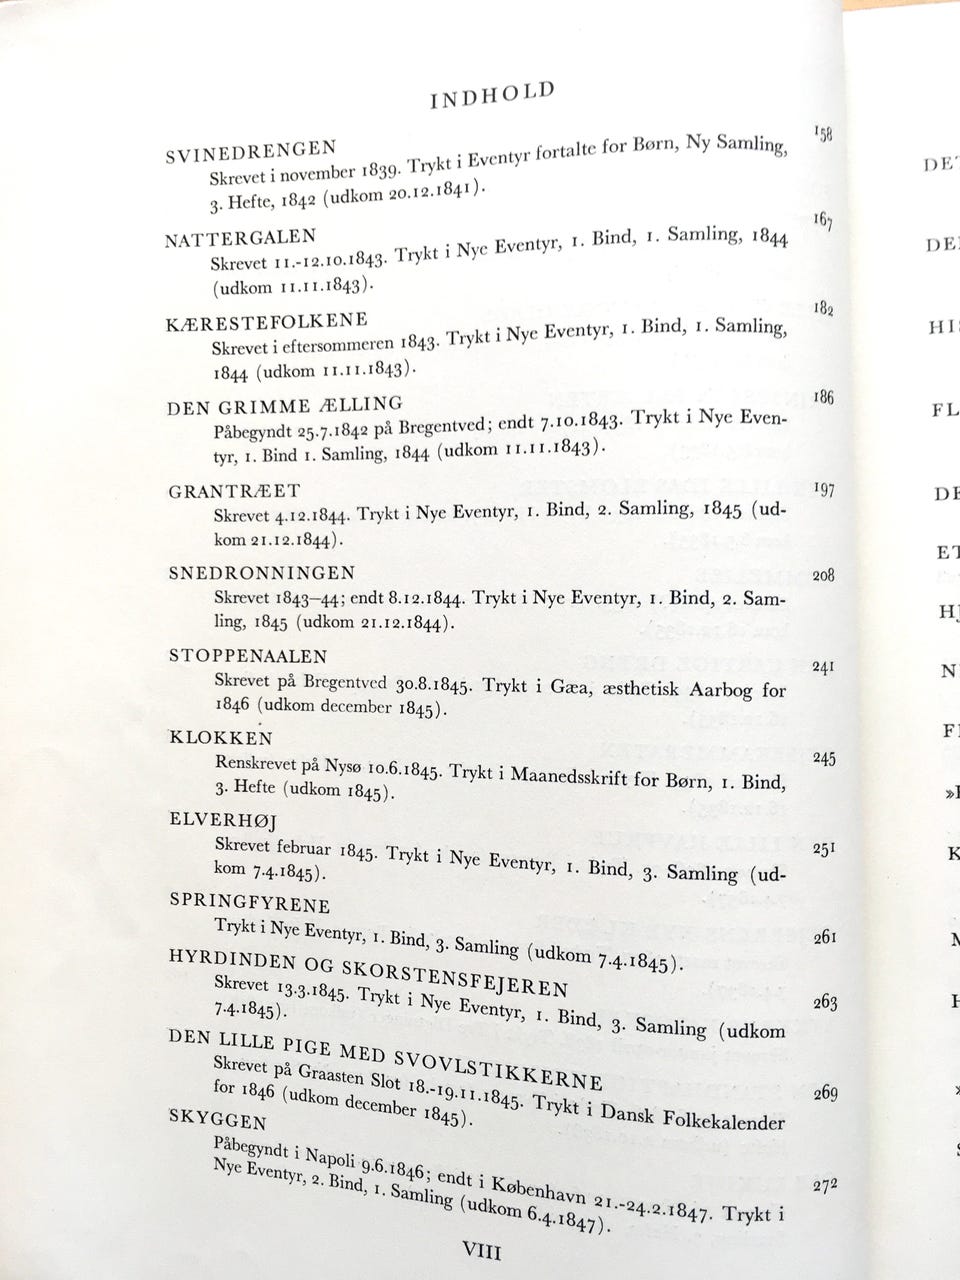 INDHOLD
SVINEDRENGEN 158
Skrevet i november 1839. Trykt i Eventyr fortalte for Børn, Ny Samling,
3. Hefte, 1842 (udkom 20.12.1841).
NATTERGALEN 167
Skrevet 11.-12.10.1843. Trykt i Nye Eventyr, 1. Bind, 1. Samling, 1844
(udkom 11.11.1843).
KÆRESTEFOLKENE 182
Skrevet i eftersommeren 1843. Trykt i Nye Eventyr, 1. Bind, 1. Samling,
1844 (udkom 11.11.1843).
DEN GRIMME ÆLLING 186
Påbegyndt 25.7.1842 på Bregentved; endt 7.10.1843. Trykt i Nye Even-
tyr, 1. Bind 1. Samling, 1844 (udkom 11.11.1843).
GRANTRÆET 197
Skrevet 4.12.1844. Trykt i Nye Eventyr, 1. Bind, 2. Samling, 1845 (ud-
kom 21.12.1844).
SNEDRONNINGEN 208
Skrevet 1843–44; endt 8.12.1844. Trykt i Nye Eventyr, 1. Bind, 2. Sam-
ling, 1845 (udkom 21.12.1844).
STOPPENAALEN 241
Skrevet på Bregentved 30.8.1845. Trykt i Gæa, æsthetisk Aarbog for
1846 (udkom december 1845).
KLOKKEN 245
Renskrevet på Nysø 10.6.1845. Trykt i Maanedsskrift for Børn, 1. Bind,
3. Hefte (udkom 1845).
ELVERHØJ 251
Skrevet februar 1845. Trykt i Nye Eventyr, 1. Bind, 3. Samling (ud-
kom 7.4.1845).
SPRINGFYRENE 261
Trykt i Nye Eventyr, 1. Bind, 3. Samling (udkom 7.4.1845).
HYRDINDEN OG SKORSTENSFEJEREN 263
Skrevet 13.3.1845. Trykt i Nye Eventyr, 1. Bind, 3. Samling (udkom
7.4.1845).
DEN LILLE PIGE MED SVOVLSTIKKERNE 269
Skrevet på Graasten Slot 18.-19.11.1845. Trykt i Dansk Folkekalender
for 1846 (udkom december 1845).
SKYGGEN 272
Påbegyndt i Napoli 9.6.1846; endt i København 21.-24.2.1847. Trykt i
Nye Eventyr, 2. Bind, 1. Samling (udkom 6.4.1847).
VIII